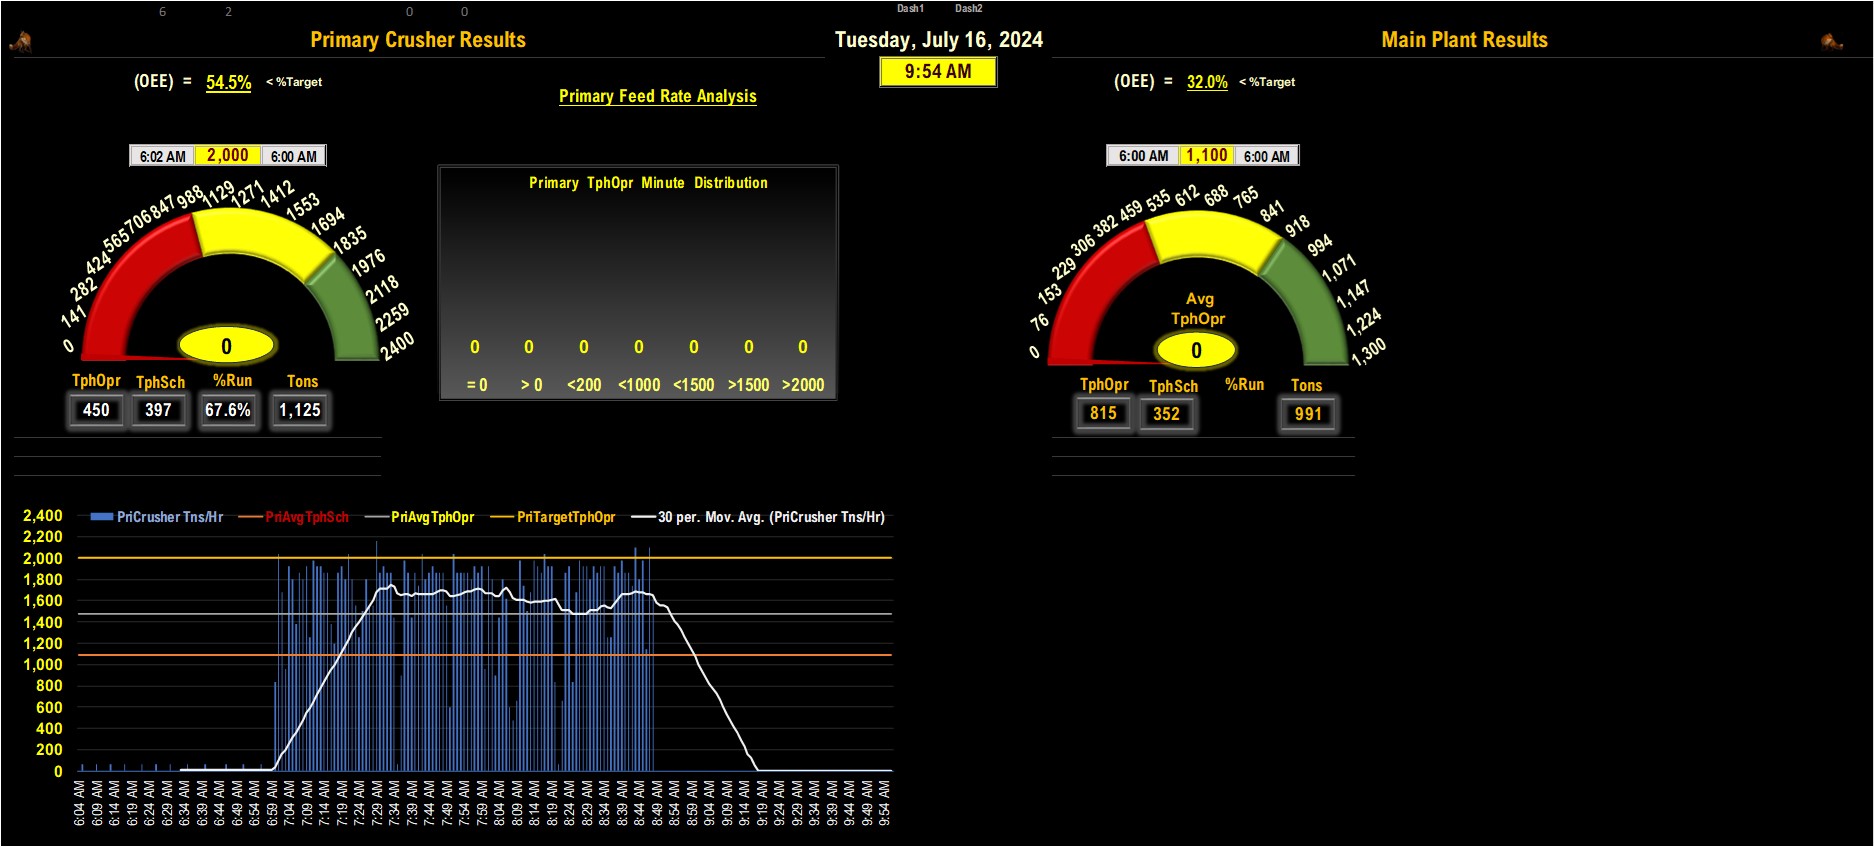 6 2 0 0 Dash1 Dash2
Primary Crusher Results
Tuesday, July 16, 2024
Main Plant Results
9:54 AM
(OEE) = 54.5% < %Target
Primary Feed Rate Analysis
(OEE) = 32.0% < %Target
6:02 AM 2,000 6:00 AM
0 141 282 424 565 706 847 988 1129 1271 1412 1553 1694 1835 1976 2118 2259 2400
0
TphOpr TphSch %Run Tons
450 397 67.6% 1,125
Primary TphOpr Minute Distribution
0 0 0 0 0 0 0
=0 >0 <200 <1000 <1500 >1500 >2000
6:00 AM 1,100 6:00 AM
0 76 153 229 306 382 459 535 612 688 765 841 918 994 1,071 1,147 1,224 1,300
Avg
TphOpr
0
TphOpr TphSch %Run Tons
815 352 991
PriCrusher Tns/Hr PriAvgTphSch PriAvgTphOpr PriTargetTphOpr 30 per. Mov. Avg. (PriCrusher Tns/Hr)
2,400
2,200
2,000
1,800
1,600
1,400
1,200
1,000
800
600
400
200
0
6:04 AM 6:09 AM 6:14 AM 6:19 AM 6:24 AM 6:29 AM 6:34 AM 6:39 AM 6:44 AM 6:49 AM 6:54 AM 6:59 AM 7:04 AM 7:09 AM 7:14 AM 7:19 AM 7:24 AM 7:29 AM 7:34 AM 7:39 AM 7:44 AM 7:49 AM 7:54 AM 7:59 AM 8:04 AM 8:09 AM 8:14 AM 8:19 AM 8:24 AM 8:29 AM 8:34 AM 8:39 AM 8:44 AM 8:49 AM 8:54 AM 8:59 AM 9:04 AM 9:09 AM 9:14 AM 9:19 AM 9:24 AM 9:29 AM 9:34 AM 9:39 AM 9:44 AM 9:49 AM 9:54 AM